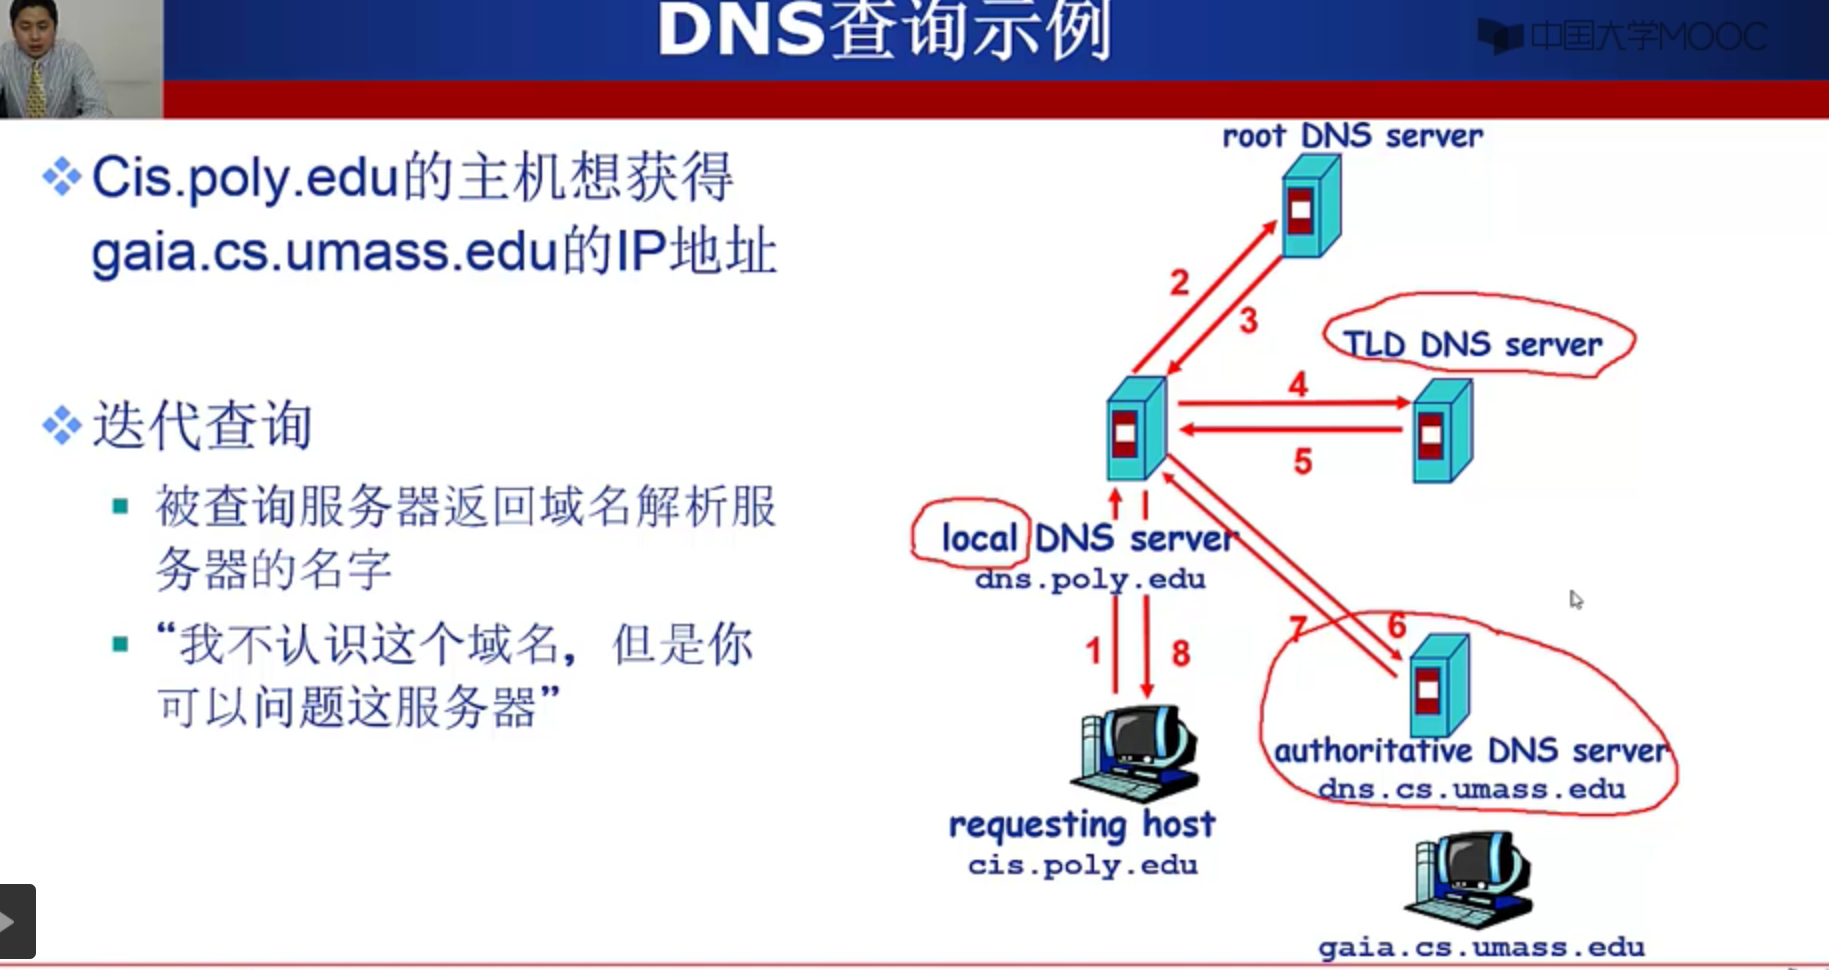 DNS查询示例
中国大学MOOC
Cis.poly.edu的主机想获得
gaia.cs.umass.edu的IP地址
迭代查询
被查询服务器返回域名解析服
务器的名字
“我不认识这个域名，但是你
可以问题这服务器”
root DNS server
2
3
TLD DNS server
4
5
local DNS server
dns.poly.edu
7
6
1
8
authoritative DNS server
dns.cs.umass.edu
requesting host
cis.poly.edu
gaia.cs.umass.edu